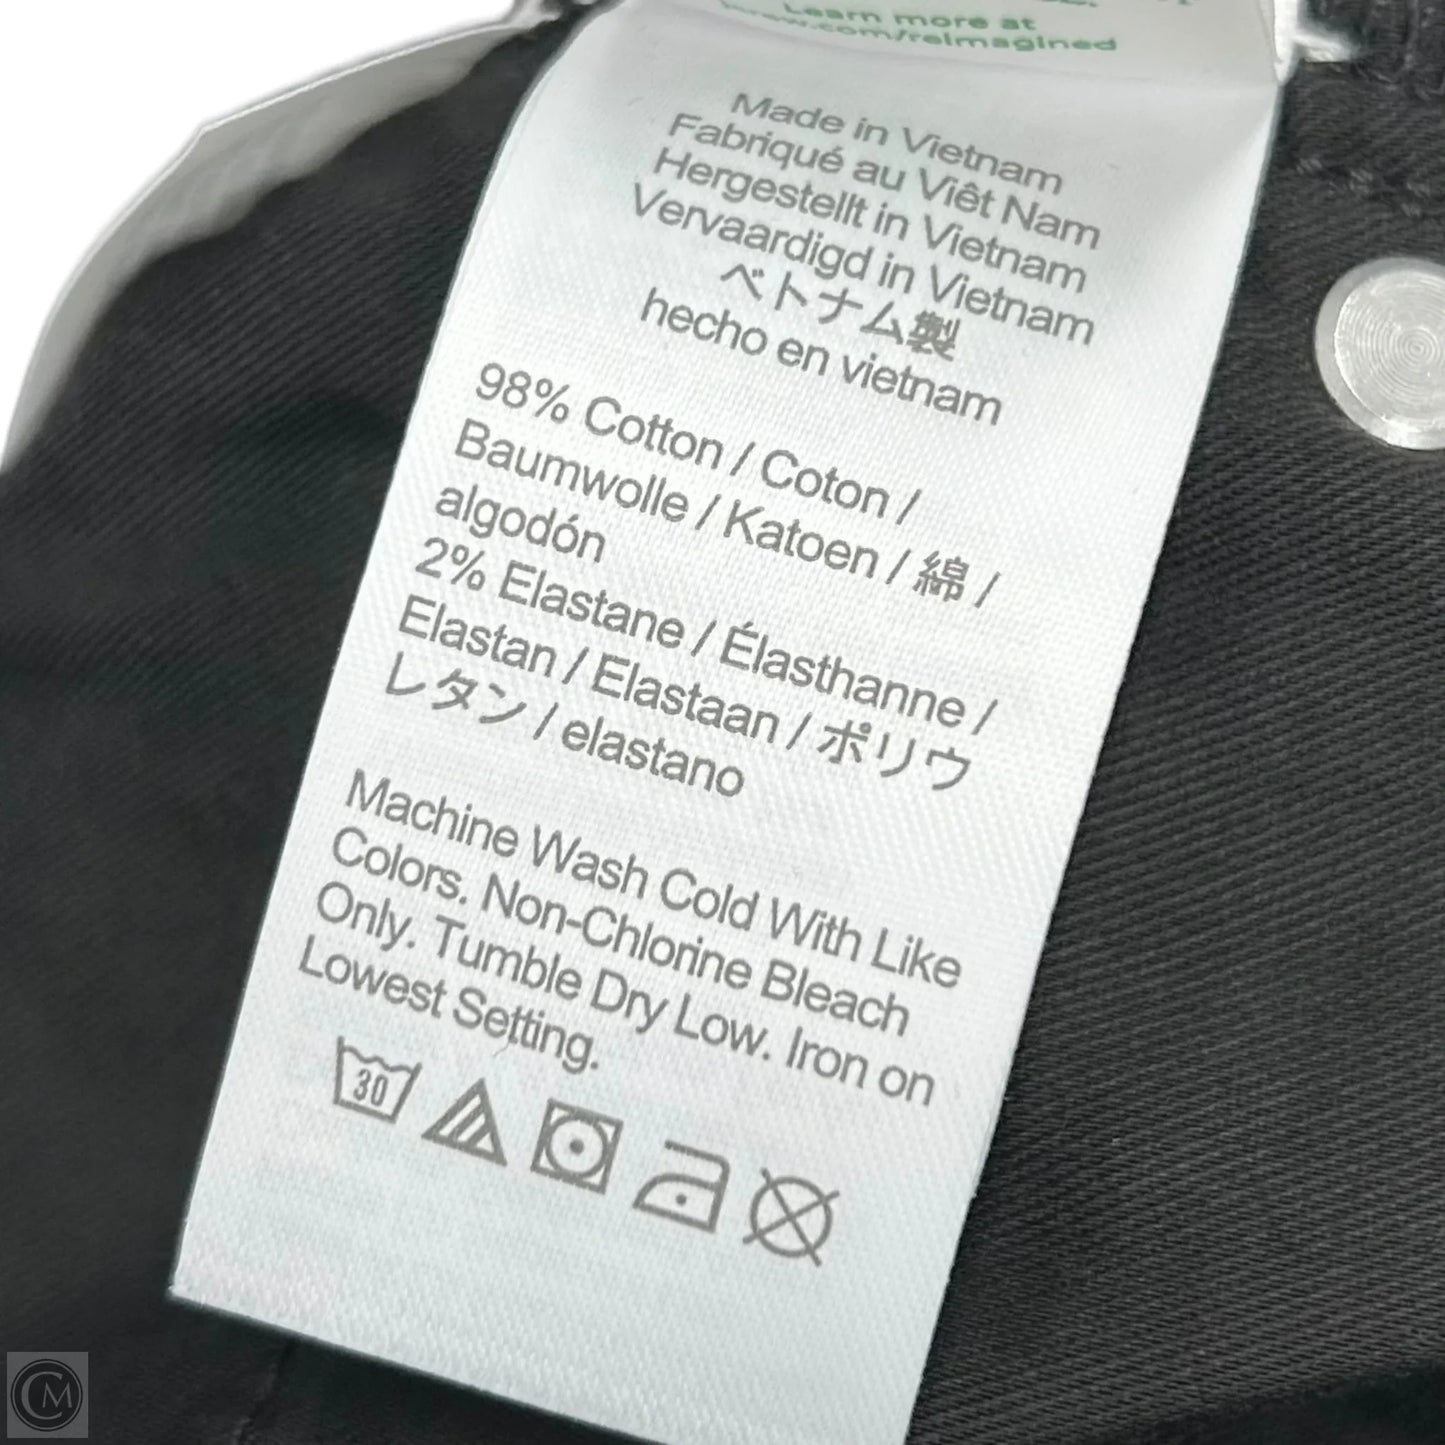 Learn more at
jcrew.com/reimagined
Made in Vietnam
Fabriqué au Viêt Nam
Hergestellt in Vietnam
Vervaardigd in Vietnam
ベトナム製
hecho en vietnam
98% Cotton / Coton /
Baumwolle / Katoen / 綿 /
algodón
2% Elastane / Élasthanne /
Elastan / Elastaan / ポリウ
レタン / elastano
Machine Wash Cold With Like
Colors. Non-Chlorine Bleach
Only. Tumble Dry Low. Iron on
Lowest Setting.
30
CM